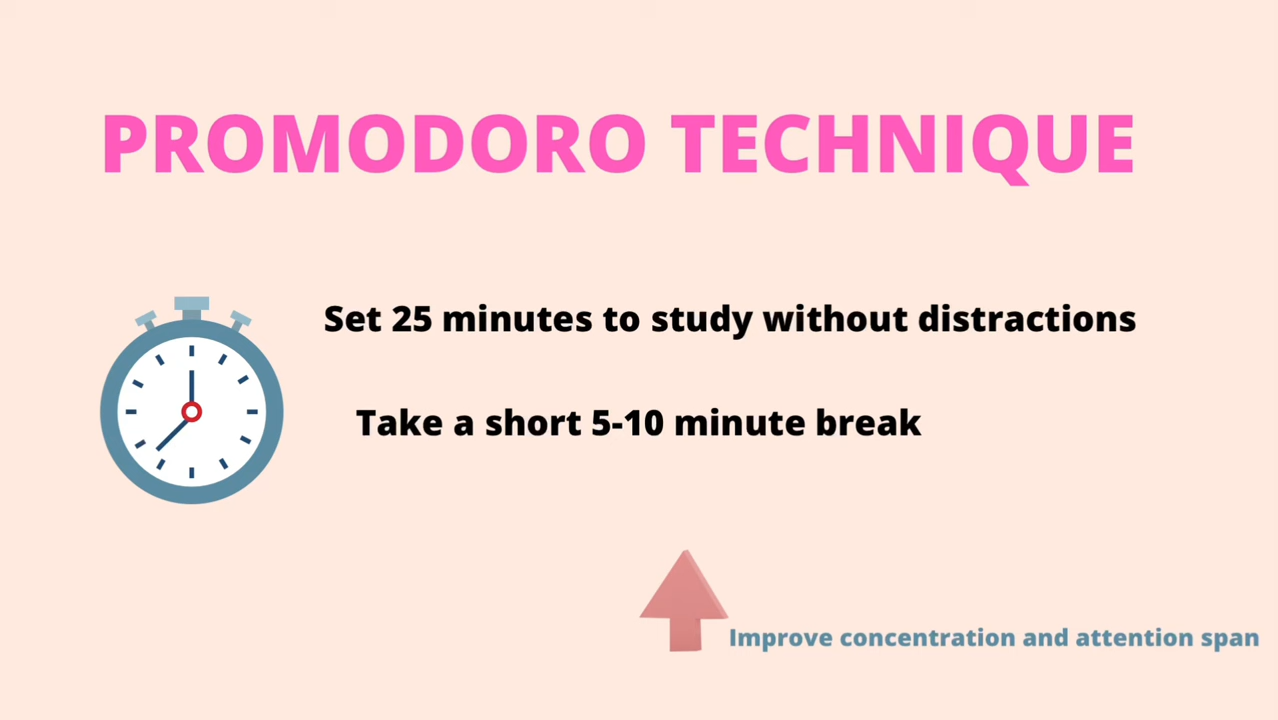 PROMODORO TECHNIQUE
Set 25 minutes to study without distractions
Take a short 5-10 minute break
Improve concentration and attention span